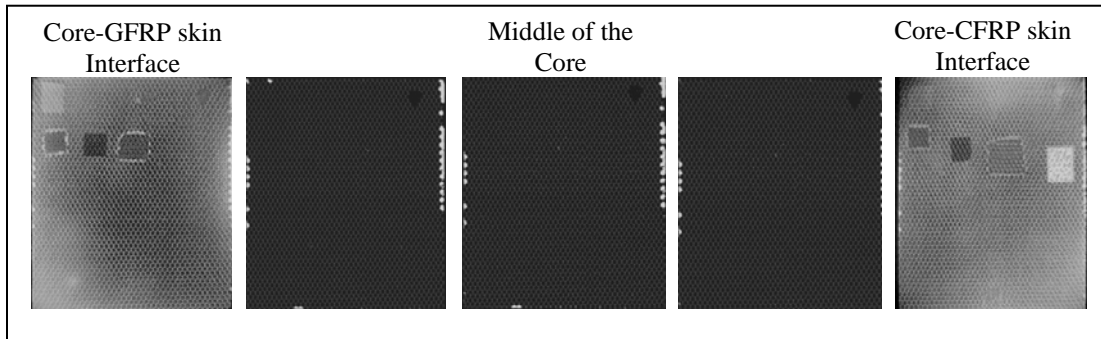 Core-GFRP skin
Interface
Middle of the
Core
Core-CFRP skin
Interface